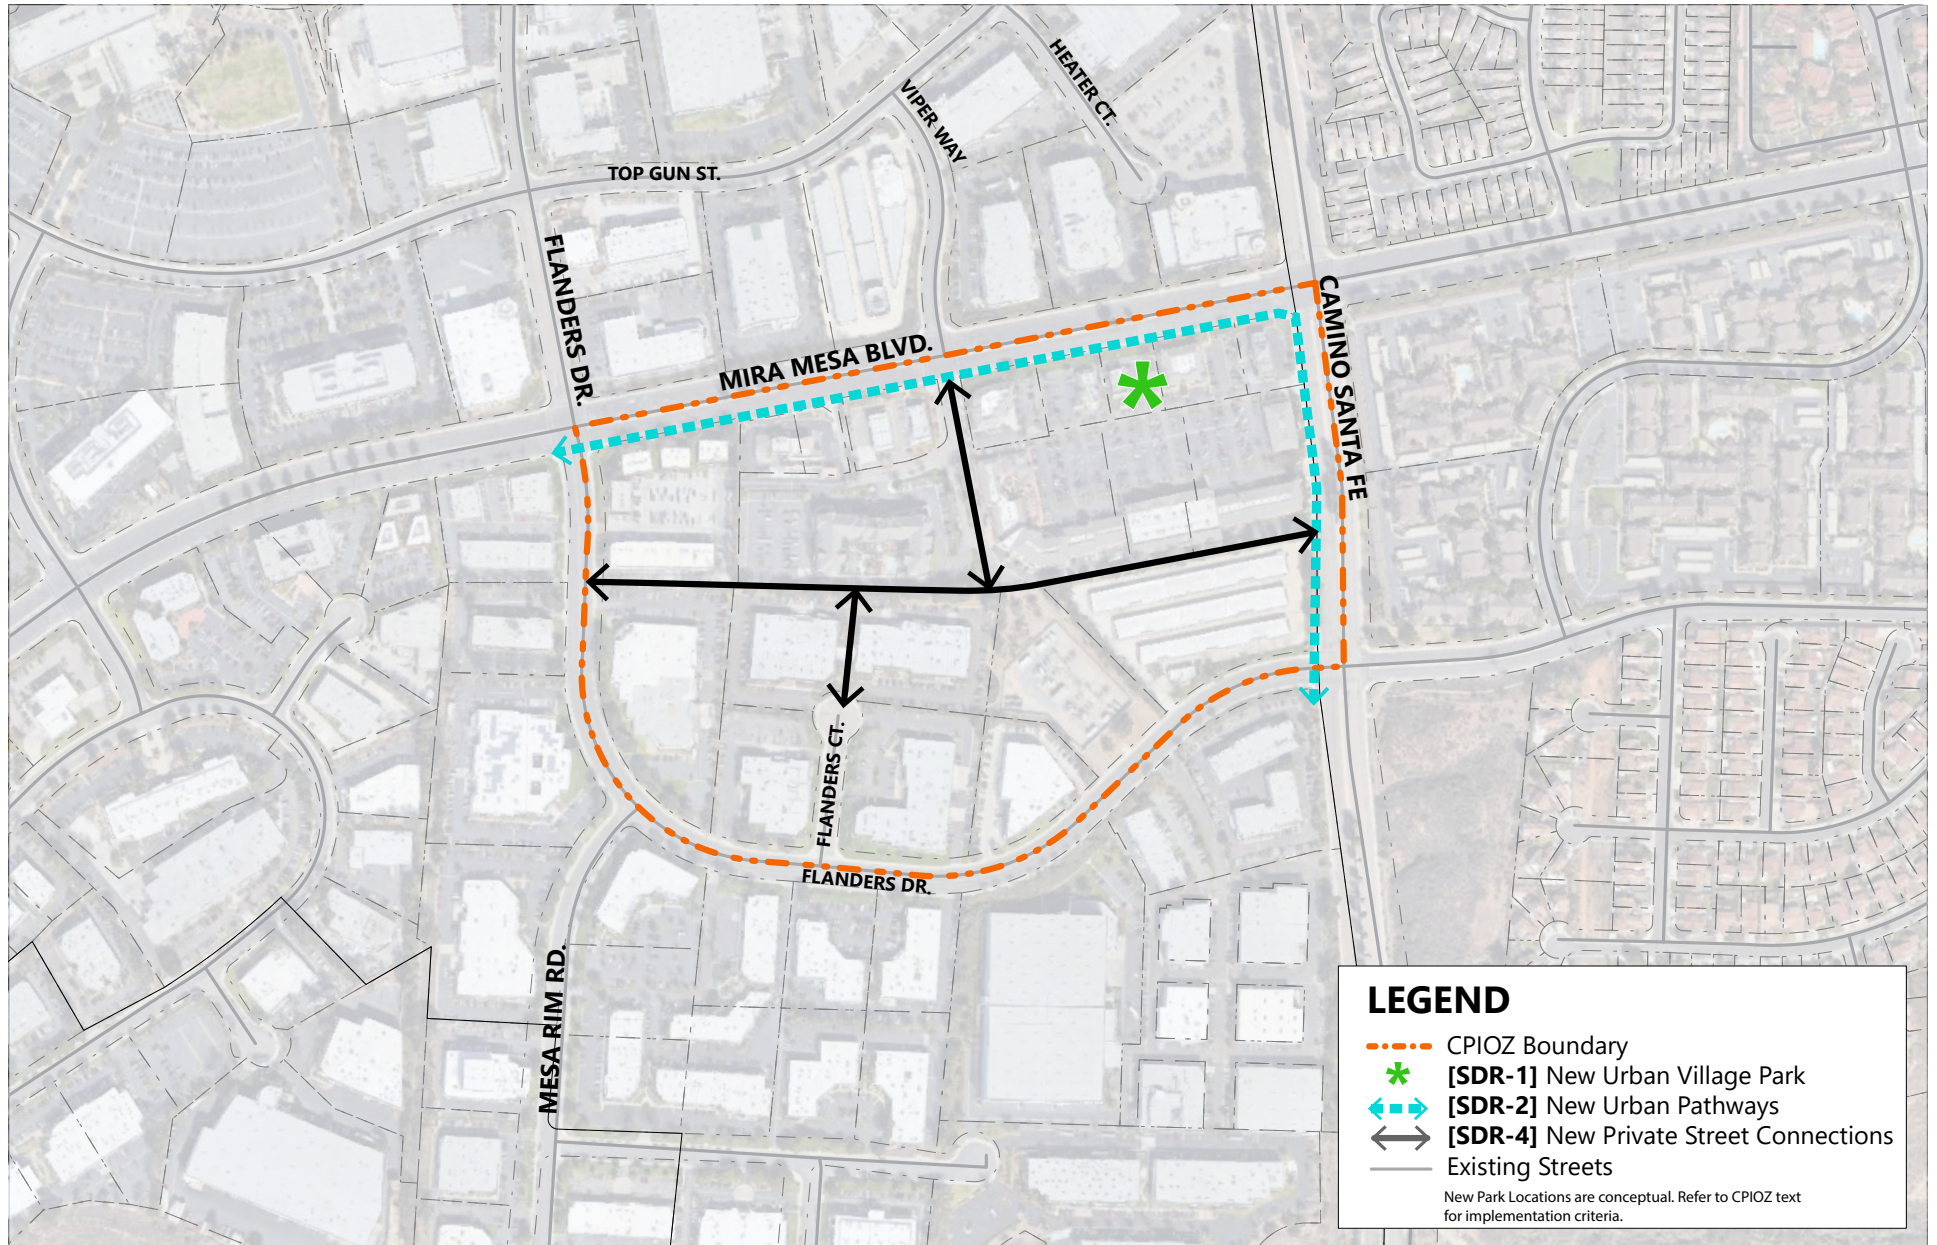 HEATER CT.
VIPER WAY
TOP GUN ST.
FLANDERS DR.
CAMINO SANTA FE
MIRA MESA BLVD.
FLANDERS CT.
FLANDERS DR.
MESA RIM RD.
LEGEND
CPIOZ Boundary
[SDR-1] New Urban Village Park
[SDR-2] New Urban Pathways
[SDR-4] New Private Street Connections
Existing Streets
New Park Locations are conceptual. Refer to CPIOZ text
for implementation criteria.